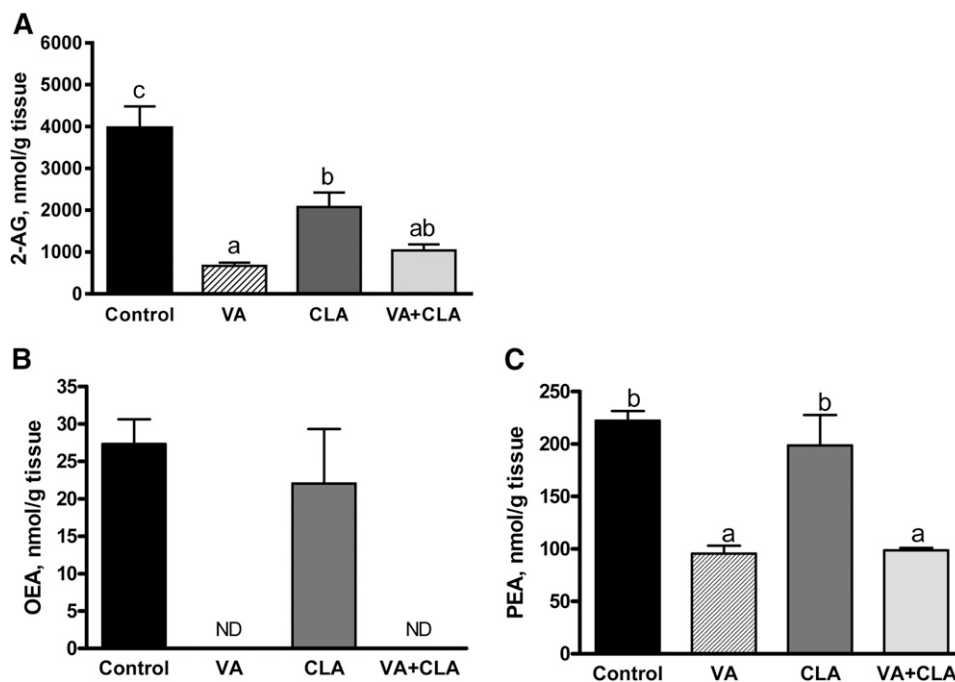 A
2-AG, nmol/g tissue
6000
5000
4000
3000
2000
1000
0
c
a
b
ab
Control VA CLA VA+CLA
B
OEA, nmol/g tissue
35
30
25
20
15
10
5
0
ND
ND
Control VA CLA VA+CLA
C
PEA, nmol/g tissue
250
200
150
100
50
0
b
a
b
a
Control VA CLA VA+CLA